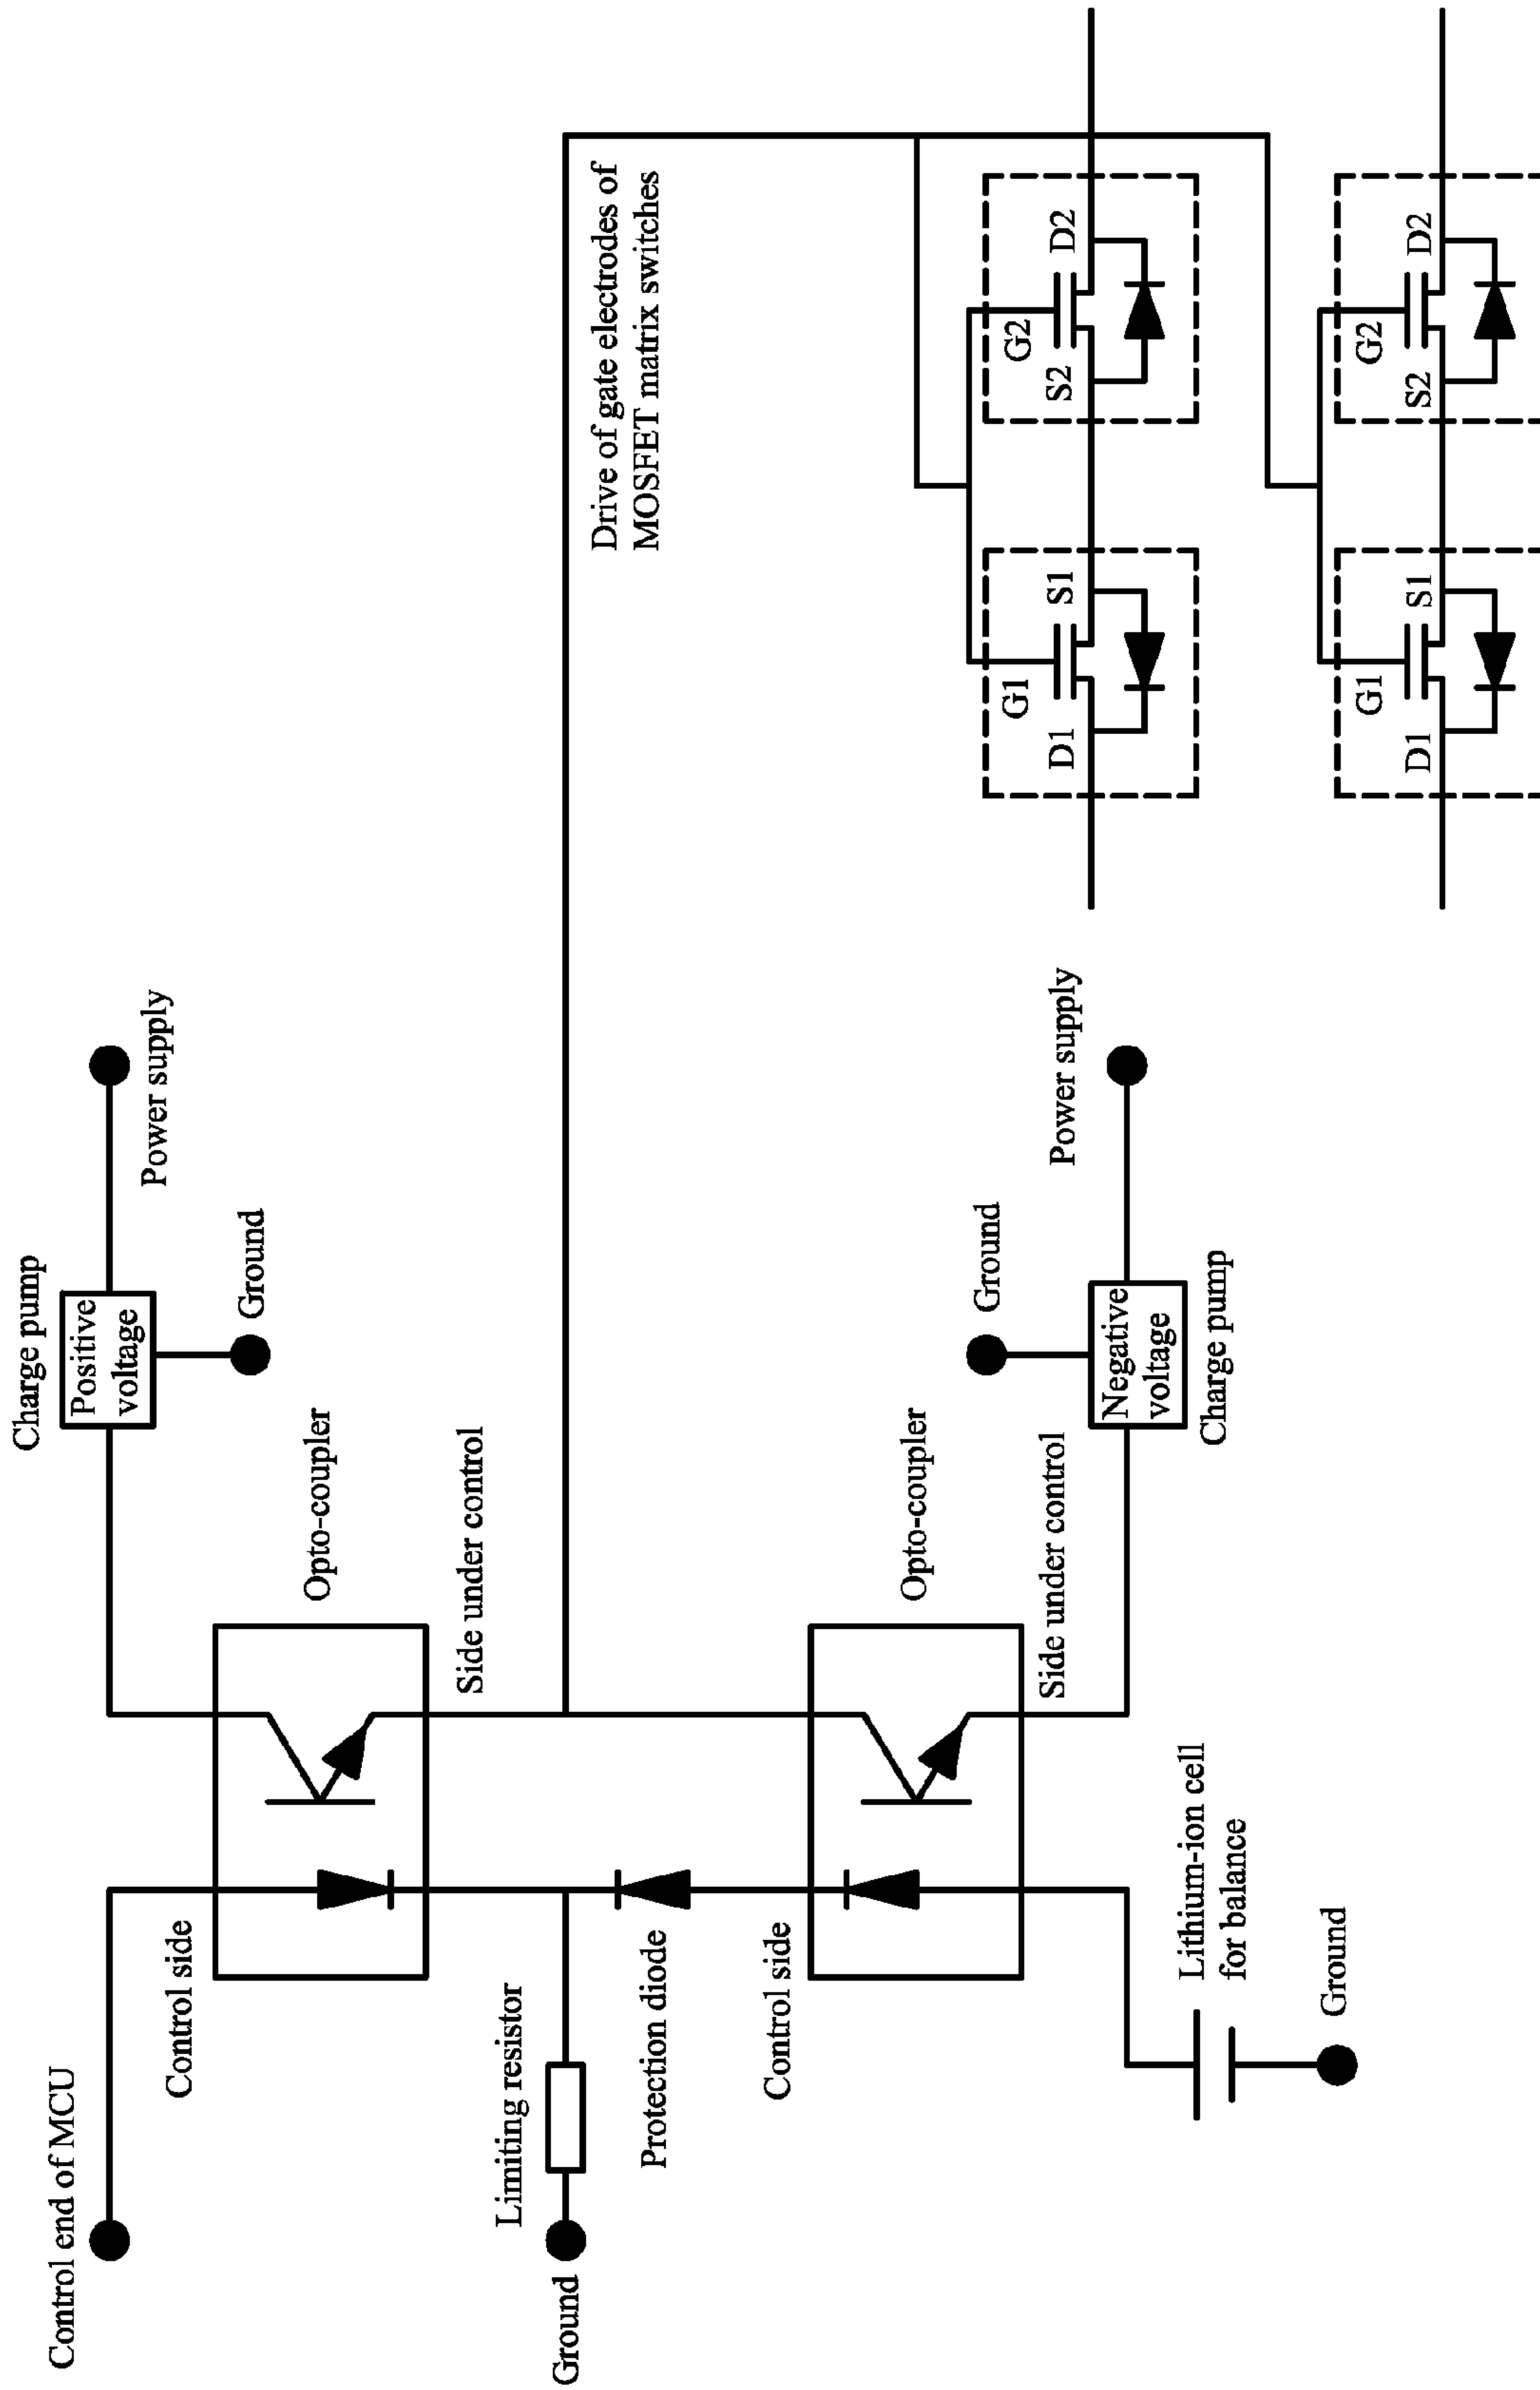 Control end of MCU
Control side
Charge pump
Positive
voltage
Power supply
Ground
Opto-coupler
Side under control
Limiting resistor
Ground
Protection diode
Drive of gate electrodes of
MOSFET matrix switches
Control side
Opto-coupler
Side under control
Ground
Negative
voltage
Charge pump
Power supply
Lithium-ion cell
for balance
Ground
G1
D1
S1
G2
S2
D2
G1
D1
S1
G2
S2
D2